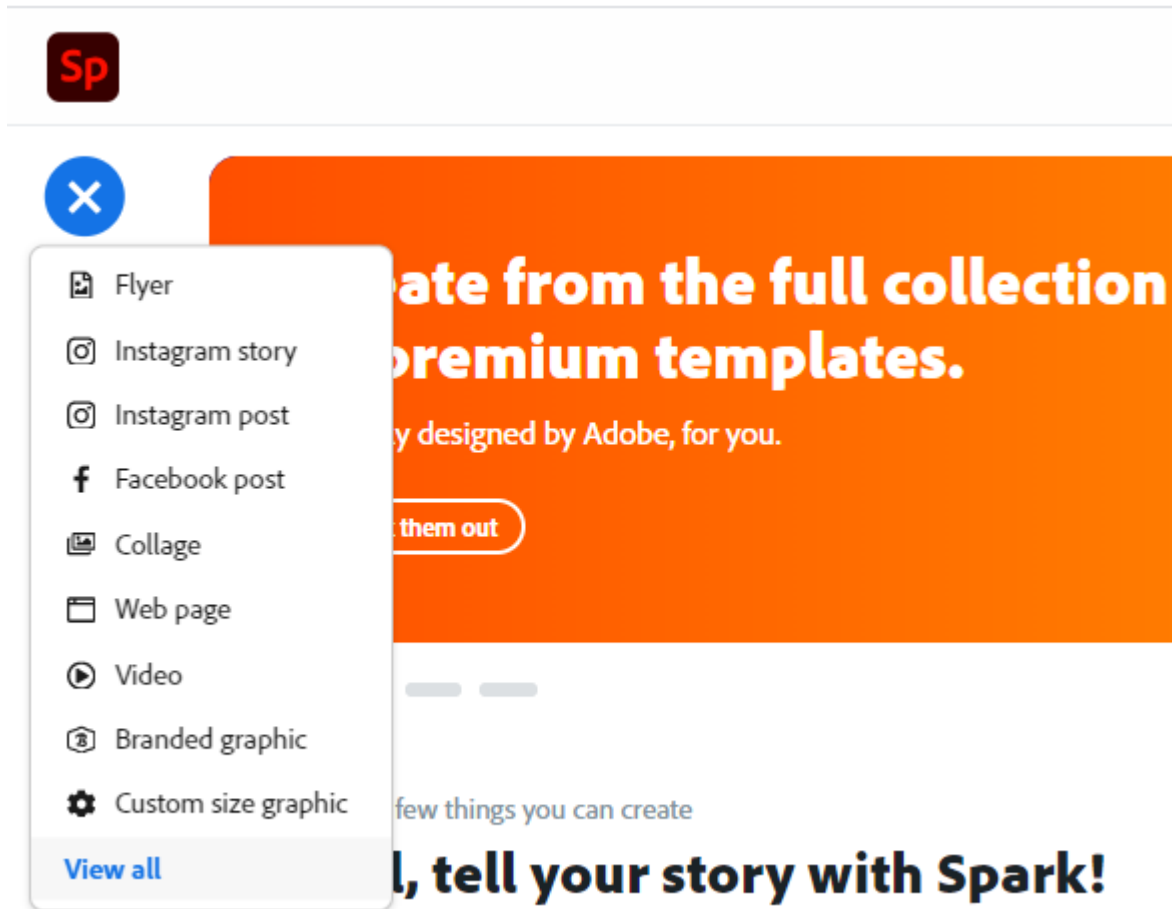 Sp
Flyer
Instagram story
Instagram post
Facebook post
Collage
Web page
Video
Branded graphic
Custom size graphic
View all
from the full collection
premium templates.
designed by Adobe, for you.
them out
few things you can create
tell your story with Spark!